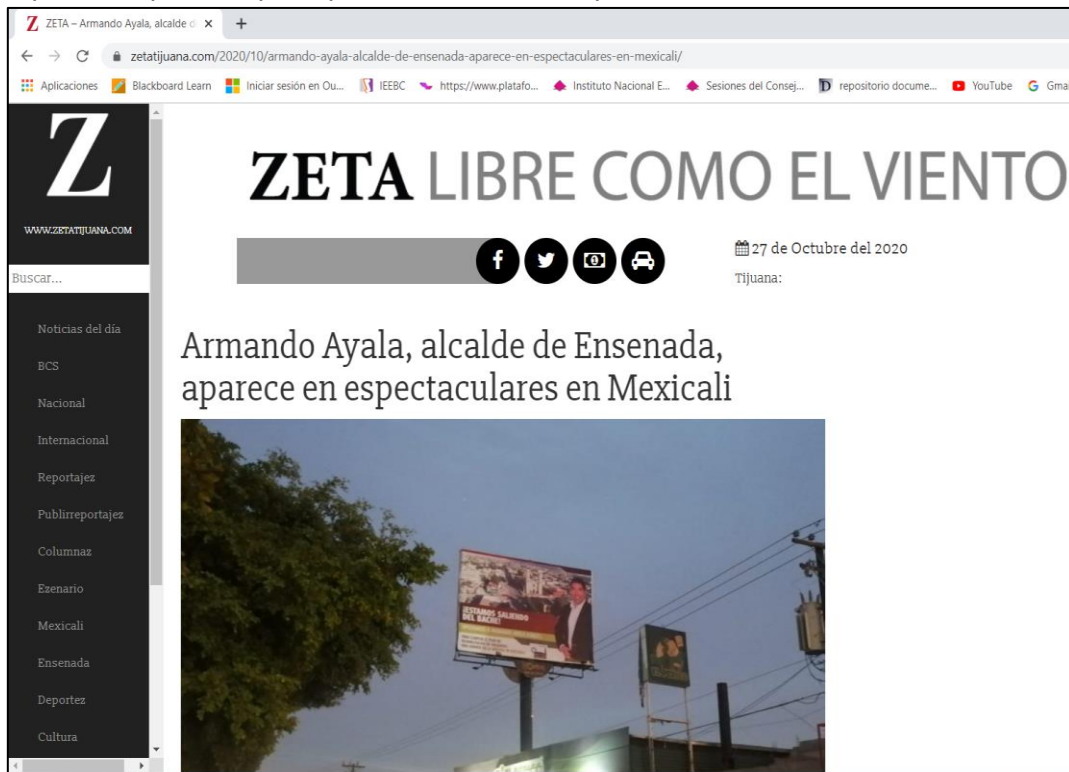 ZETA – Armando Ayala, alcalde d
zetatijuana.com/2020/10/armando-ayala-alcalde-de-ensenada-aparece-en-espectaculares-en-mexicali/
Aplicaciones Blackboard Learn Iniciar sesión en Ou... IEEBC https://www.platafo... Instituto Nacional E... Sesiones del Consej... repositorio docume... YouTube Gmai
Z
WWW.ZETATIJUANA.COM
Buscar...
Noticias del día
BCS
Nacional
Internacional
Reportajez
Publirreportajez
Columnaz
Ezenario
Mexicali
Ensenada
Deportez
Cultura
ZETA LIBRE COMO EL VIENTO
27 de Octubre del 2020
Tijuana:
Armando Ayala, alcalde de Ensenada,
aparece en espectaculares en Mexicali
¡ESTAMOS SALIENDO
DEL BACHE!